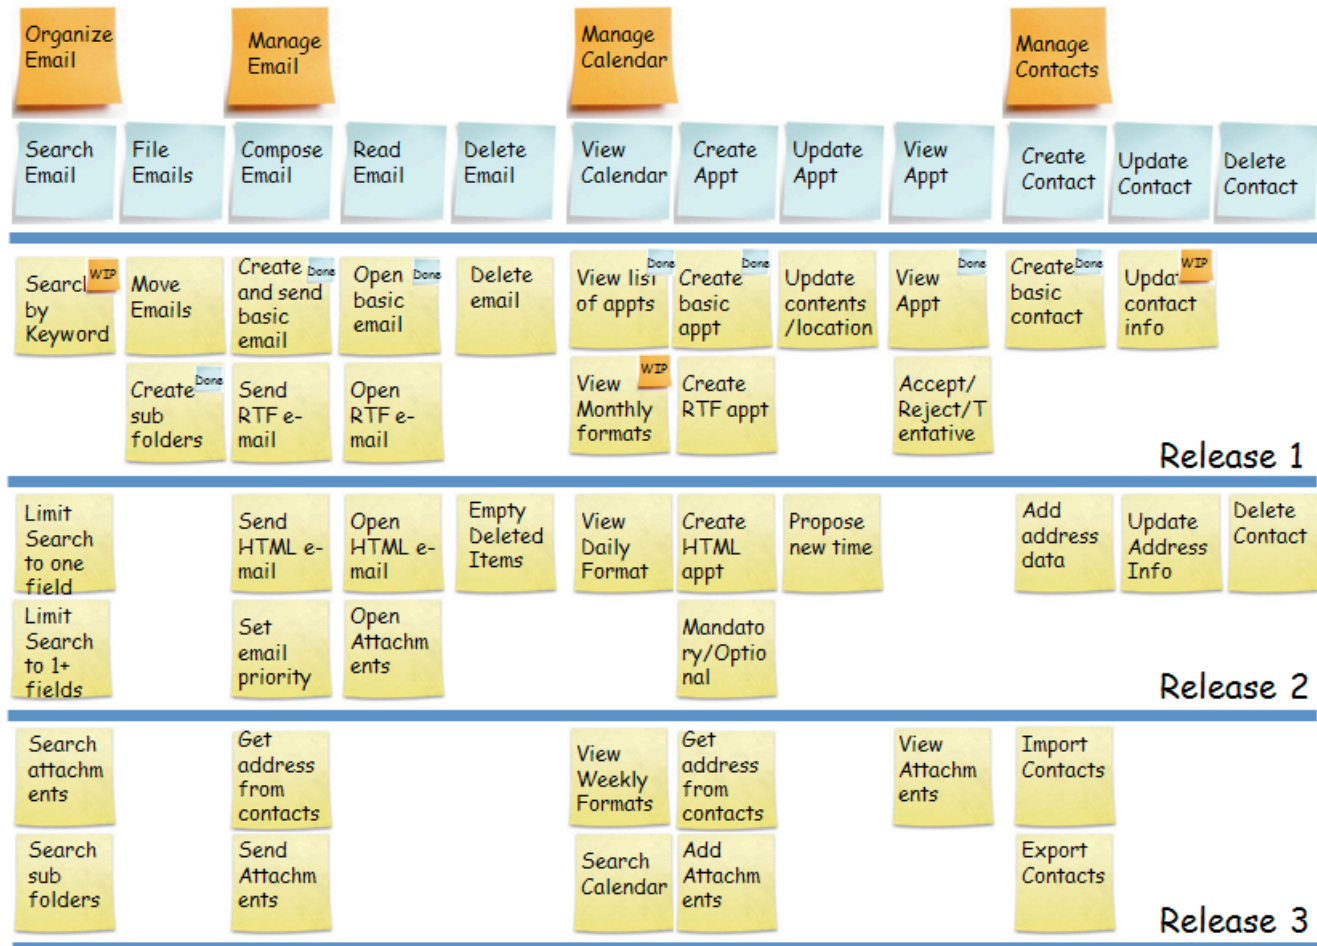 Organize
Email
Manage
Email
Manage
Calendar
Manage
Contacts
Search
Email
File
Emails
Compose
Email
Read
Email
Delete
Email
View
Calendar
Create
Appt
Update
Appt
View
Appt
Create
Contact
Update
Contact
Delete
Contact
Searc
by
Keyword
WIP
Move
Emails
Create
and send
basic
email
Done
Open
basic
email
Done
Delete
email
View list
of appts
Done
Create
basic
appt
Done
Update
contents
/location
View
Appt
Done
Create
basic
contact
Done
Updat
contact
info
WIP
Create
sub
folders
Done
Send
RTF e-
mail
Open
RTF e-
mail
View
Monthly
formats
WIP
Create
RTF appt
Accept/
Reject/T
entative
Release 1
Limit
Search
to one
field
Send
HTML e-
mail
Open
HTML e-
mail
Empty
Deleted
Items
View
Daily
Format
Create
HTML
appt
Propose
new time
Add
address
data
Update
Address
Info
Delete
Contact
Limit
Search
to 1+
fields
Set
email
priority
Open
Attachm
ents
Mandato
ry/Optio
nal
Release 2
Search
attachm
ents
Get
address
from
contacts
View
Weekly
Formats
Get
address
from
contacts
View
Attachm
ents
Import
Contacts
Search
sub
folders
Send
Attachm
ents
Search
Calendar
Add
Attachm
ents
Export
Contacts
Release 3